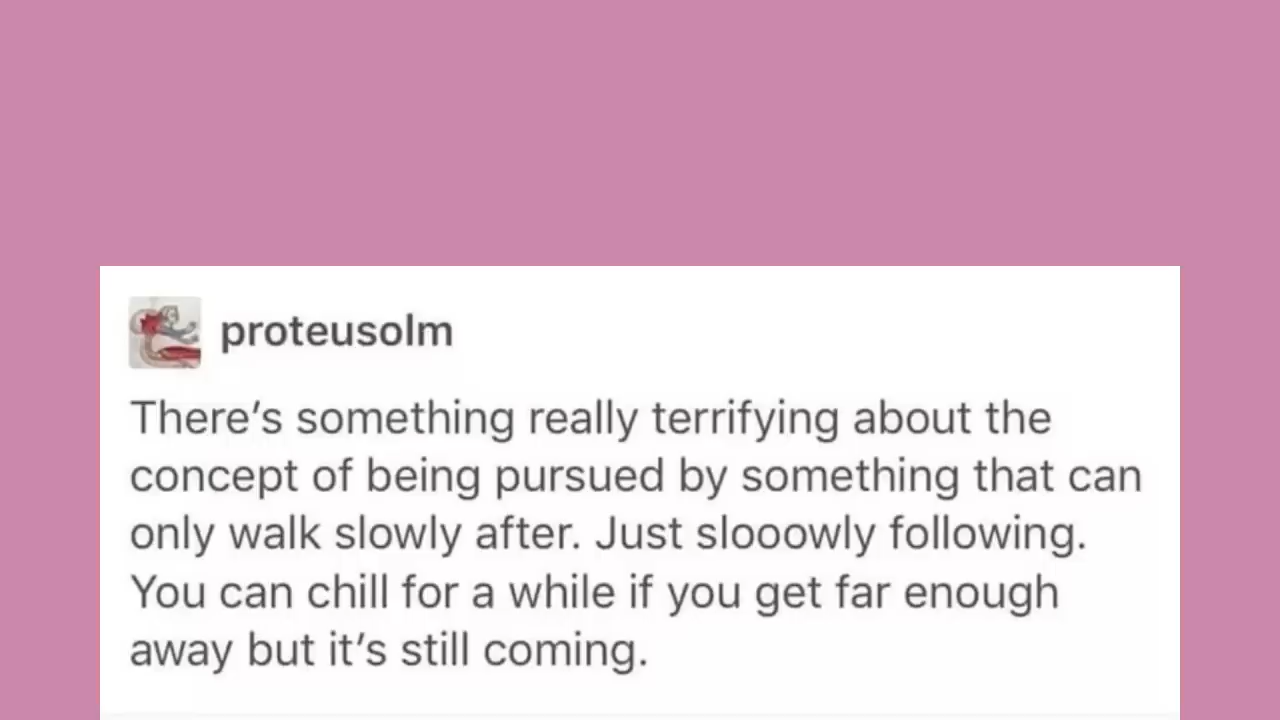 proteusolm
There’s something really terrifying about the
concept of being pursued by something that can
only walk slowly after. Just slooowly following.
You can chill for a while if you get far enough
away but it’s still coming.